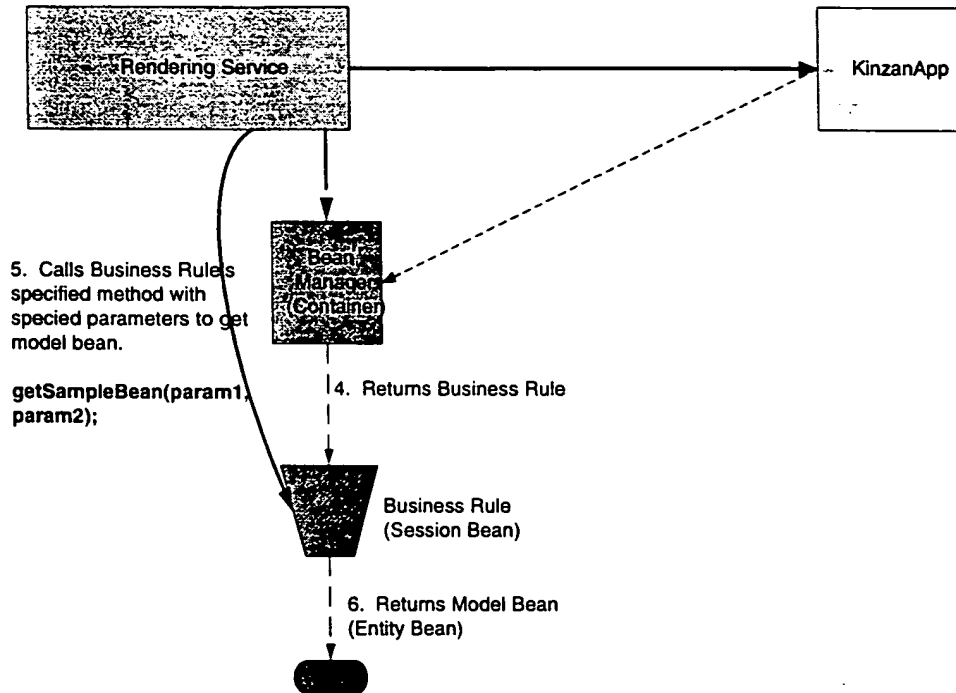 Rendering Service
KinzanApp
Bean
Manager
(Container)
5. Calls Business Rule's
specified method with
specied parameters to get
model bean.
getSampleBean(param1,
param2);
4. Returns Business Rule
Business Rule
(Session Bean)
6. Returns Model Bean
(Entity Bean)